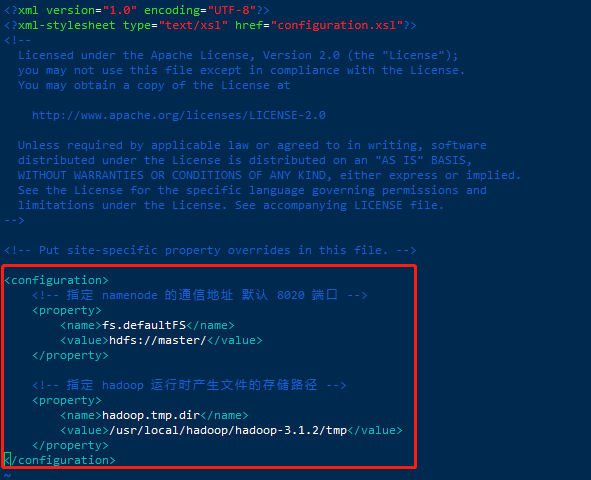 <?xml version="1.0" encoding="UTF-8"?>
<?xml-stylesheet type="text/xsl" href="configuration.xsl"?>
<!--
  Licensed under the Apache License, Version 2.0 (the "License");
  you may not use this file except in compliance with the License.
  You may obtain a copy of the License at

    http://www.apache.org/licenses/LICENSE-2.0

  Unless required by applicable law or agreed to in writing, software
  distributed under the License is distributed on an "AS IS" BASIS,
  WITHOUT WARRANTIES OR CONDITIONS OF ANY KIND, either express or implied.
  See the License for the specific language governing permissions and
  limitations under the License. See accompanying LICENSE file.
-->

<!-- Put site-specific property overrides in this file. -->

<configuration>
    <!-- 指定 namenode 的通信地址 默认 8020 端口 -->
    <property>
        <name>fs.defaultFS</name>
        <value>hdfs://master/</value>
    </property>

    <!-- 指定 hadoop 运行时产生文件的存储路径 -->
    <property>
        <name>hadoop.tmp.dir</name>
        <value>/usr/local/hadoop/hadoop-3.1.2/tmp</value>
    </property>
</configuration>
~